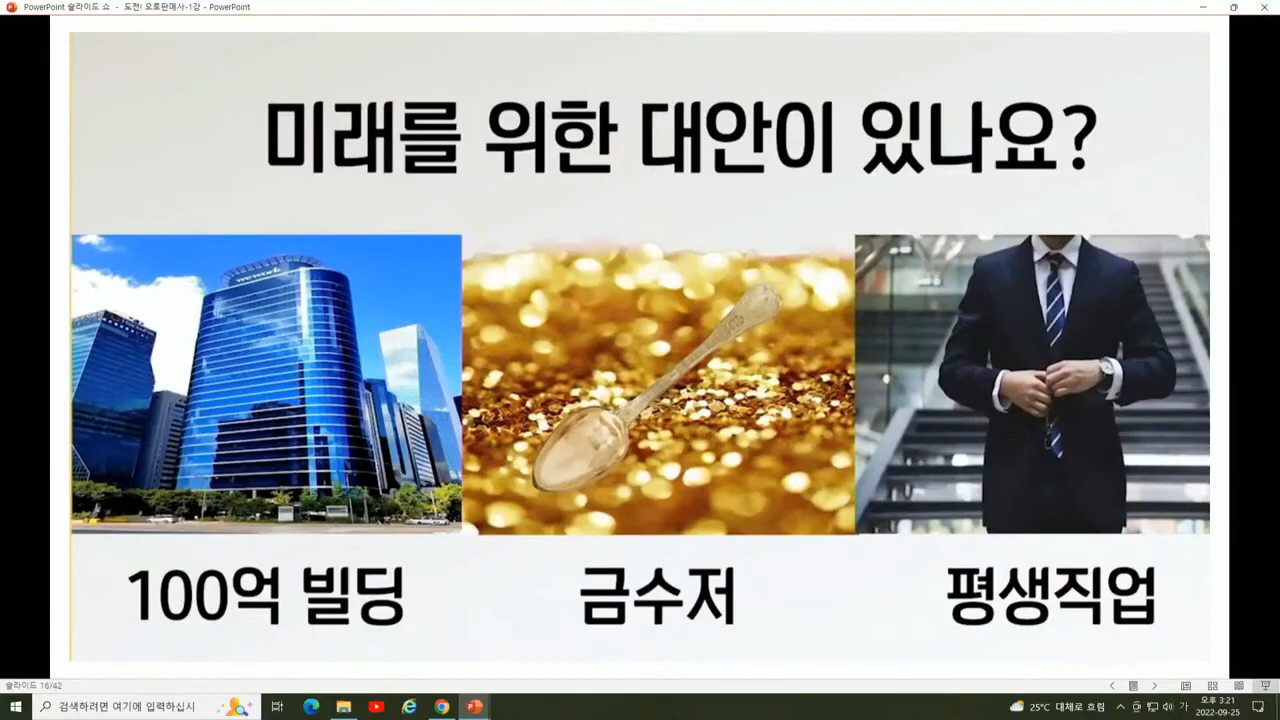 PowerPoint 슬라이드 쇼 - 도전! 오토판매사-1강 - PowerPoint
미래를 위한 대안이 있나요?
wework
100억 빌딩
금수저
평생직업
슬라이드 16/42
검색하려면 여기에 입력하십시
25°C 대체로 흐림
가
오후 3:21
2022-09-25